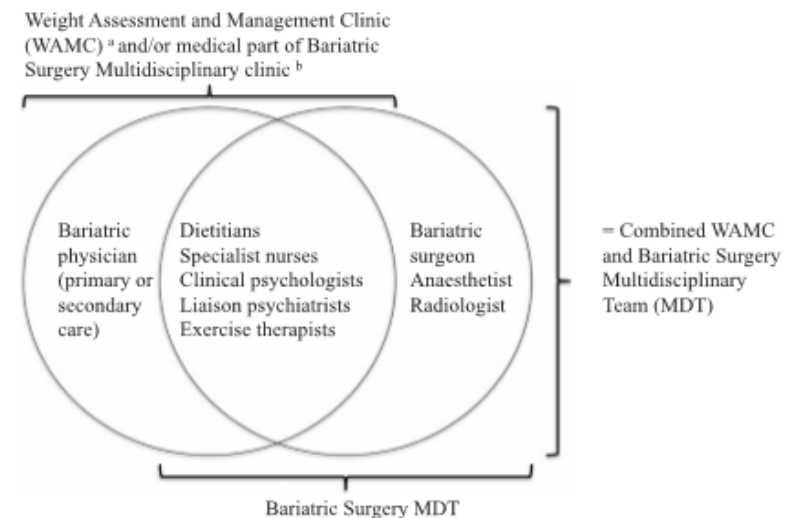 Weight Assessment and Management Clinic
(WAMC) ᵃ and/or medical part of Bariatric
Surgery Multidisciplinary clinic ᵇ
Bariatric
physician
(primary or
secondary
care)
Dietitians
Specialist nurses
Clinical psychologists
Liaison psychiatrists
Exercise therapists
Bariatric
surgeon
Anaesthetist
Radiologist
= Combined WAMC
and Bariatric Surgery
Multidisciplinary
Team (MDT)
Bariatric Surgery MDT